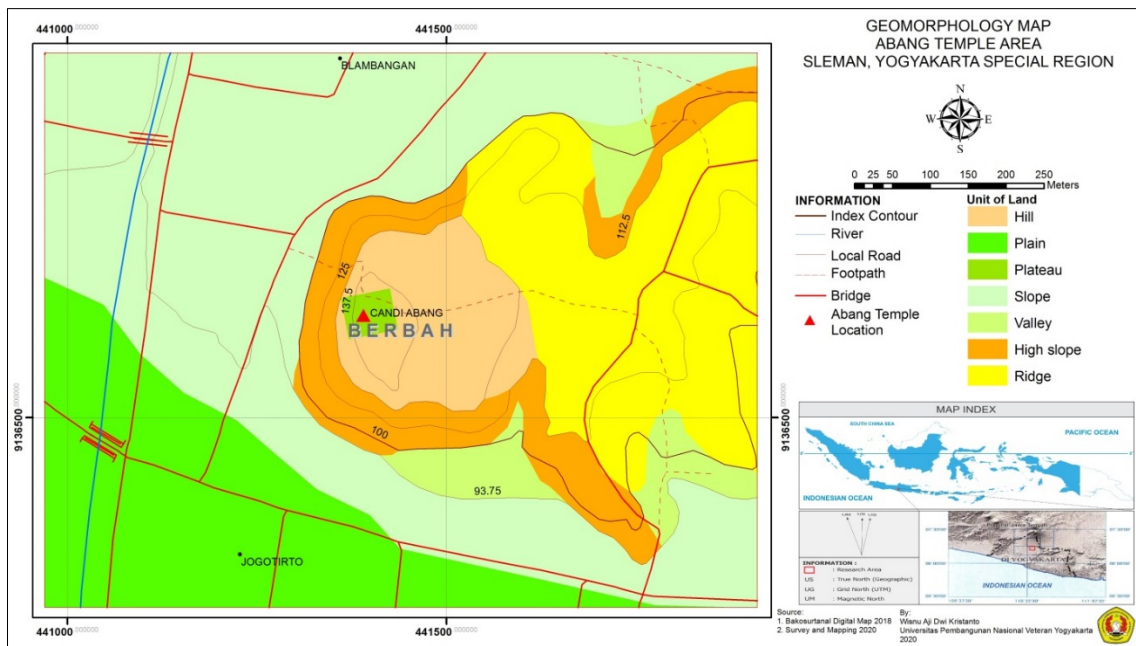 GEOMORPHOLOGY MAP
ABANG TEMPLE AREA
SLEMAN, YOGYAKARTA SPECIAL REGION
N
W E
S
0 25 50 100 150 200 250
Meters
INFORMATION
Index Contour
River
Local Road
Footpath
Bridge
Abang Temple
Location
Unit of Land
Hill
Plain
Plateau
Slope
Valley
High slope
Ridge
441000
441500
BLAMBANGAN
112.5
125
137.5
CANDI ABANG
BERBAH
9136500
9136500
100
93.75
JOGOTIRTO
441000
441500
MAP INDEX
SOUTH CHINA SEA
PACIFIC OCEAN
INDONESIAN OCEAN
DI YOGYAKARTA
INDONESIAN OCEAN
INFORMATION :
: Research Area
US : True North (Geographic)
UG : Grid North (UTM)
UM : Magnetic North
Source:
1. Bakosurtanal Digital Map 2018
2. Survey and Mapping 2020
By:
Wisnu Aji Dwi Kristanto
Universitas Pembangunan Nasional Veteran Yogyakarta
2020